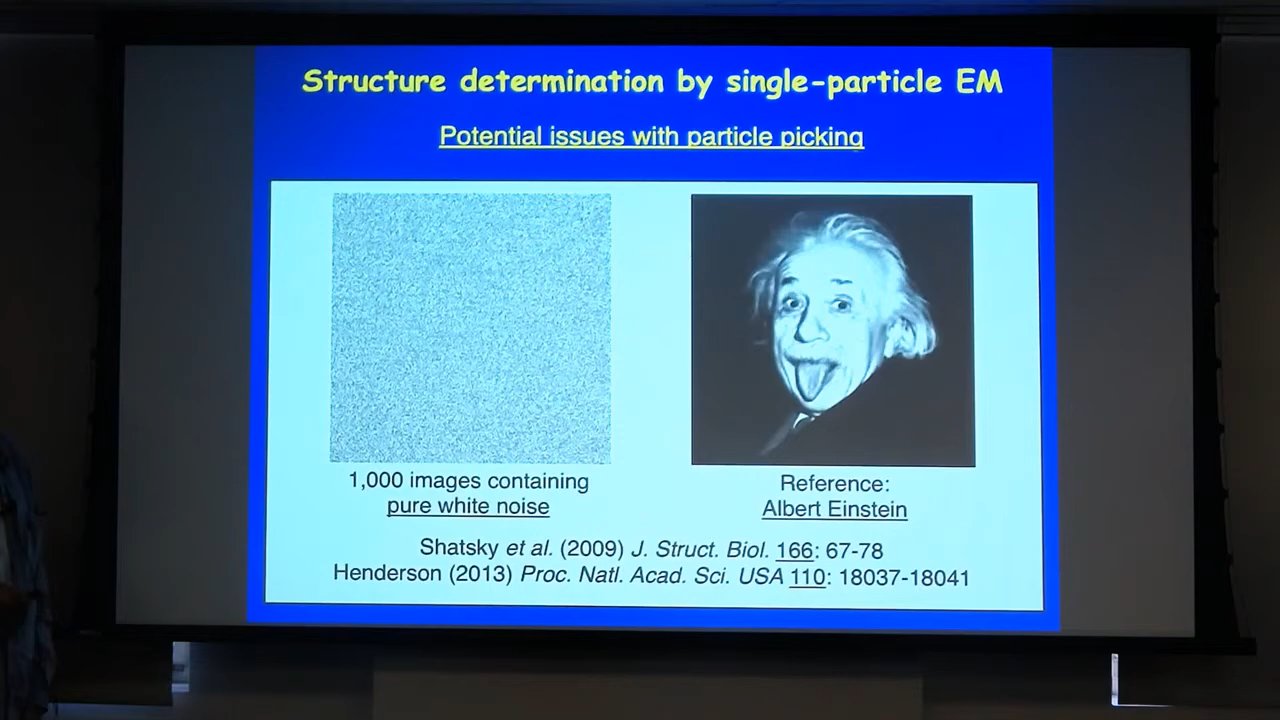 Structure determination by single-particle EM
Potential issues with particle picking
1,000 images containing
pure white noise
Reference:
Albert Einstein
Shatsky et al. (2009) J. Struct. Biol. 166: 67-78
Henderson (2013) Proc. Natl. Acad. Sci. USA 110: 18037-18041